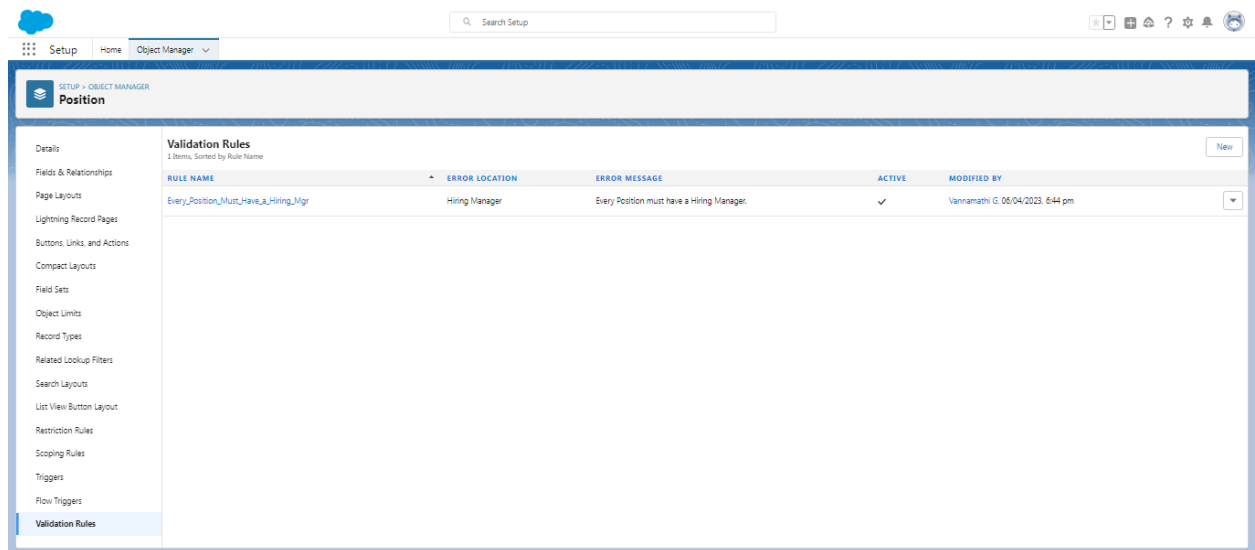 Search Setup
Setup
Home
Object Manager
SETUP > OBJECT MANAGER
Position
Details
Fields & Relationships
Page Layouts
Lightning Record Pages
Buttons, Links, and Actions
Compact Layouts
Field Sets
Object Limits
Record Types
Related Lookup Filters
Search Layouts
List View Button Layout
Restriction Rules
Scoping Rules
Triggers
Flow Triggers
Validation Rules
Validation Rules
1 Items, Sorted by Rule Name
New
RULE NAME ERROR LOCATION ERROR MESSAGE ACTIVE MODIFIED BY
Every_Position_Must_Have_a_Hiring_Mgr Hiring Manager Every Position must have a Hiring Manager. Vannamathi G, 06/04/2023, 6:44 pm